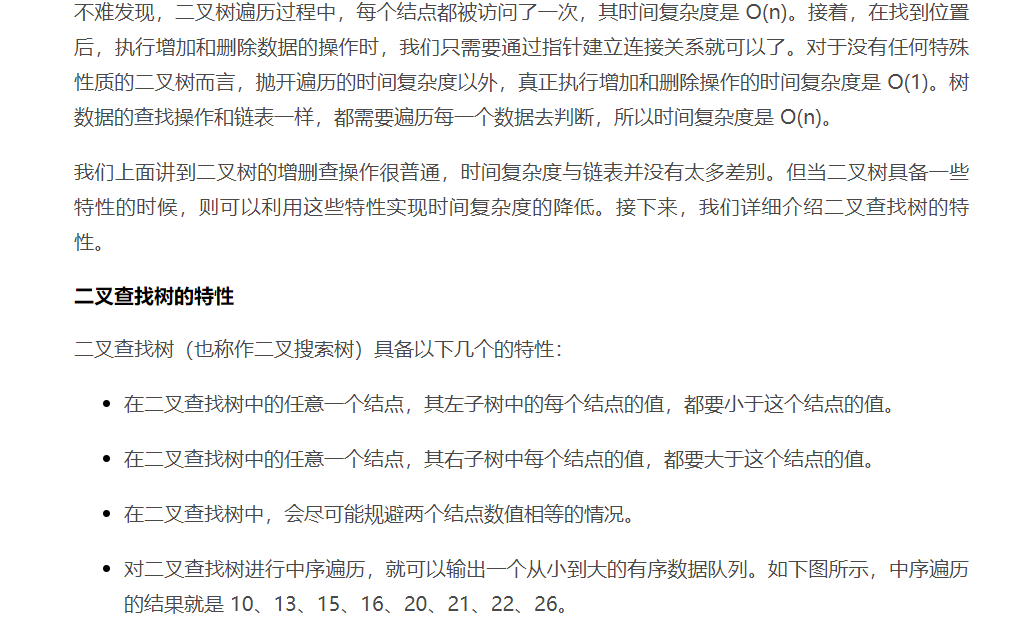 不难发现，二叉树遍历过程中，每个结点都被访问了一次，其时间复杂度是 O(n)。接着，在找到位置
后，执行增加和删除数据的操作时，我们只需要通过指针建立连接关系就可以了。对于没有任何特殊
性质的二叉树而言，抛开遍历的时间复杂度以外，真正执行增加和删除操作的时间复杂度是 O(1)。树
数据的查找操作和链表一样，都需要遍历每一个数据去判断，所以时间复杂度是 O(n)。
我们上面讲到二叉树的增删查操作很普通，时间复杂度与链表并没有太多差别。但当二叉树具备一些
特性的时候，则可以利用这些特性实现时间复杂度的降低。接下来，我们详细介绍二叉查找树的特
性。
二叉查找树的特性
二叉查找树（也称作二叉搜索树）具备以下几个的特性：
• 在二叉查找树中的任意一个结点，其左子树中的每个结点的值，都要小于这个结点的值。
• 在二叉查找树中的任意一个结点，其右子树中每个结点的值，都要大于这个结点的值。
• 在二叉查找树中，会尽可能规避两个结点数值相等的情况。
• 对二叉查找树进行中序遍历，就可以输出一个从小到大的有序数据队列。如下图所示，中序遍历
的结果就是 10、13、15、16、20、21、22、26。